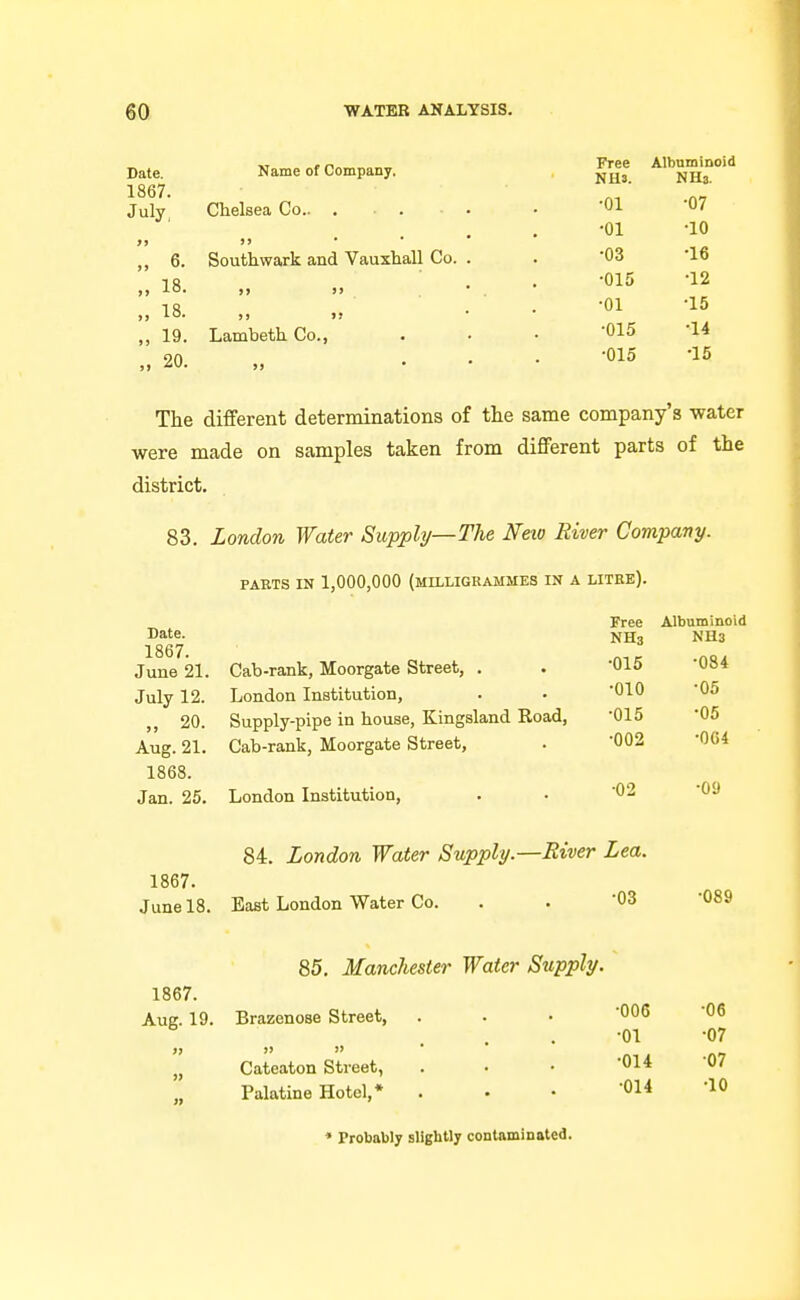 60 WATER ANALYSIS.
Date. Name of Company. Free NH3. Albuminoid NH3.
1867.
July, Chelsea Co.. . . . . ·01 ·07
„ „ . . . . ·01 ·10
„ 6. Southwark and Vauxhall Co. . . ·03 ·16
„ 18. „ „ „ . . ·015 ·12
„ 18. „ „ „ . . ·01 ·15
„ 19. Lambeth Co., . . . ·015 ·14
„ 20. „ . . . ·015 ·15
The different determinations of the same company's water
were made on samples taken from different parts of the
district.
83. London Water Supply—The New River Company.
PARTS IN 1,000,000 (MILLIGRAMMES IN A LITRE).
Date. Free NH3 Albuminoid NH3
1867.
June 21. Cab-rank, Moorgate Street, . . ·015 ·084
July 12. London Institution, . . ·010 ·05
„ 20. Supply-pipe in house, Kingsland Road, ·015 ·05
Aug. 21. Cab-rank, Moorgate Street, . ·002 ·064
1868.
Jan. 25. London Institution, . . ·02 ·09
84. London Water Supply.—River Lea.
1867.
June 18. East London Water Co. . . ·03 ·089
85. Manchester Water Supply.
1867.
Aug. 19. Brazenose Street, . . . ·006 ·06
„ „ „ . . . ·01 ·07
„ Cateaton Street, . . . ·014 ·07
„ Palatine Hotel,* . . . ·014 ·10
* Probably slightly contaminated.